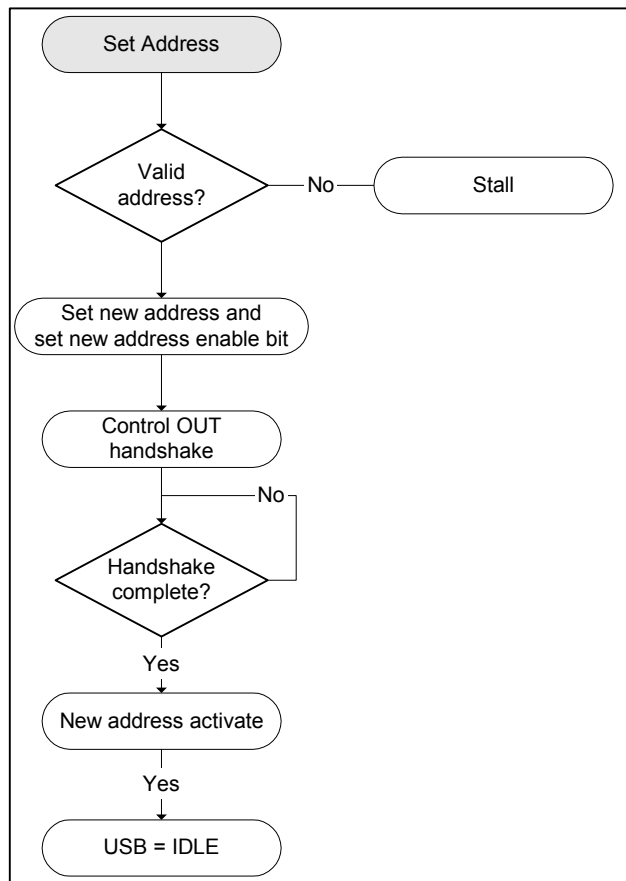 Set Address
Valid
address?
No
Stall
Set new address and
set new address enable bit
Control OUT
handshake
No
Handshake
complete?
Yes
New address activate
Yes
USB = IDLE